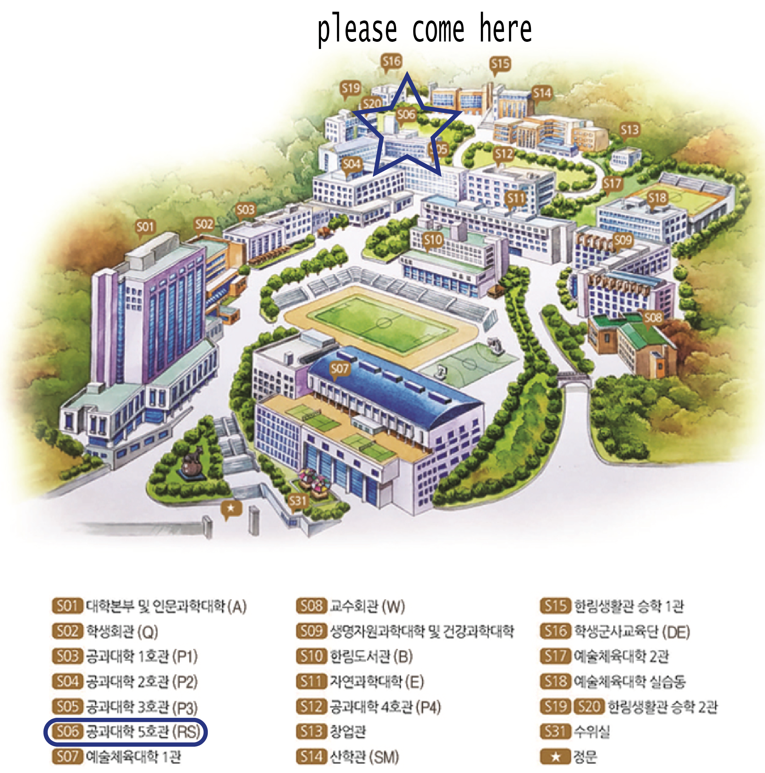 please come here
S16
S15
S19
S20
S14
S06
S13
S05
S12
S04
S17
S11
S18
S03
S02
S01
S10
S09
S08
S07
S31
★
S01 대학본부 및 인문과학대학 (A)
S02 학생회관 (Q)
S03 공과대학 1호관 (P1)
S04 공과대학 2호관 (P2)
S05 공과대학 3호관 (P3)
S06 공과대학 5호관 (RS)
S07 예술체육대학 1관
S08 교수회관 (W)
S09 생명자원과학대학 및 건강과학대학
S10 한림도서관 (B)
S11 자연과학대학 (E)
S12 공과대학 4호관 (P4)
S13 창업관
S14 산학관 (SM)
S15 한림생활관 승학 1관
S16 학생군사교육단 (DE)
S17 예술체육대학 2관
S18 예술체육대학 실습동
S19 S20 한림생활관 승학 2관
S31 수위실
★ 정문